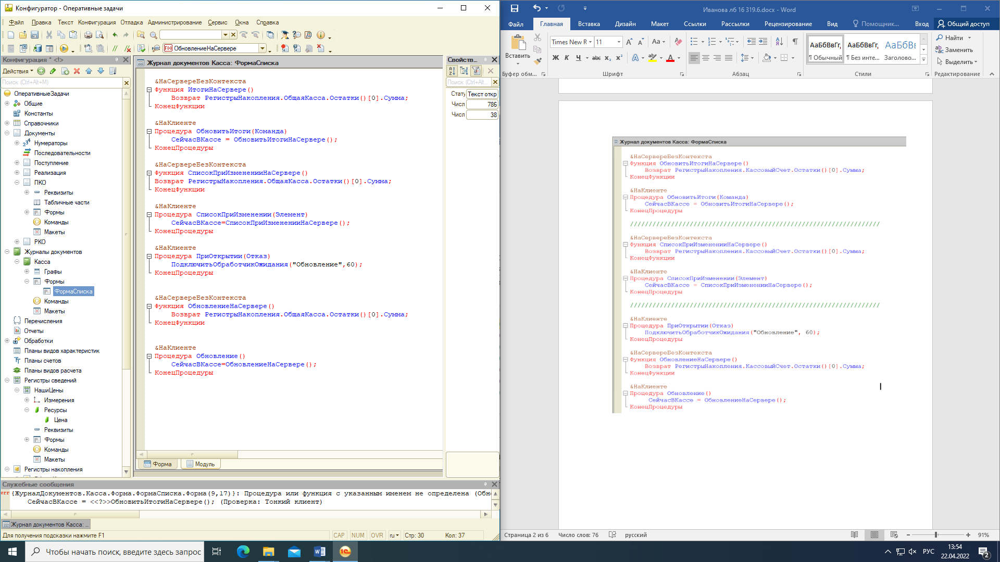 Конфигуратор - Оперативные задачи
Файл Правка Текст Конфигурация Отладка Администрирование Сервис Окна Справка
ОбновлениеНаСервере
Конфигурация * <!>
Действия
Поиск (Ctrl+Alt+M)
ОперативныеЗадачи
Общие
Константы
Справочники
Документы
Нумераторы
Последовательности
Поступление
Реализация
ПКО
Реквизиты
Табличные части
Формы
Команды
Макеты
РКО
Журналы документов
Касса
Графы
Формы
ФормаСписка
Команды
Макеты
Перечисления
Отчеты
Обработки
Планы видов характеристик
Планы счетов
Планы видов расчета
Регистры сведений
НашиЦены
Измерения
Ресурсы
Цена
Реквизиты
Формы
Команды
Макеты
Регистры накопления
Журнал документов Касса: ФормаСписка
&НаСервереБезКонтекста
Функция ИтогиНаСервере()
Возврат РегистрыНакопления.ОбщаяКасса.Остатки()[0].Сумма;
КонецФункции
&НаКлиенте
Процедура ОбновитьИтоги(Команда)
СейчасВКассе = ОбновитьИтогиНаСервере();
КонецПроцедуры
&НаСервереБезКонтекста
Функция СписокПриИзмененииНаСервере()
Возврат РегистрыНакопления.ОбщаяКасса.Остатки()[0].Сумма;
КонецФункции
&НаКлиенте
Процедура СписокПриИзменении(Элемент)
СейчасВКассе=СписокПриИзмененииНаСервере();
КонецПроцедуры
&НаКлиенте
Процедура ПриОткрытии(Отказ)
ПодключитьОбработчикОжидания("Обновление",60);
КонецПроцедуры
&НаСервереБезКонтекста
Функция ОбновлениеНаСервере()
Возврат РегистрыНакопления.ОбщаяКасса.Остатки()[0].Сумма;
КонецФункции
&НаКлиенте
Процедура Обновление()
СейчасВКассе=ОбновлениеНаСервере();
КонецПроцедуры
Форма Модуль
Свойств...
Поиск (Ctrl+Alt...
Стату Текст откр
Числ 786
Числ 38
Служебные сообщения
err {ЖурналДокументов.Касса.Форма.ФормаСписка.Форма(9,17)}: Процедура или функция с указанным именем не определена (Обно
СейчасВКассе = <<?>>ОбновитьИтогиНаСервере(); (Проверка: Тонкий клиент)
Журнал документов Касса: ...
Для получения подсказки нажмите F1 CAP NUM OVR ru Стр: 30 Кол: 37
Иванова лб 16 319.6.docx - Word
Файл Главная Вставка Дизайн Макет Ссылки Рассылки Рецензирование Вид Помощник... Вход Общий доступ
Вставить
Times New R 11
Aa
Ж К Ч abc x₂ x²
АаБбВвГг, АаБбВвГг, АаБбВ
¶ Обычный ¶ Без инте... Заголово...
Найти
Заменить
Выделить
Буфер обм... Шрифт Абзац Стили Редактирование
Журнал документов Касса: ФормаСписка
&НаСервереБезКонтекста
Функция ОбновитьИтогиНаСервере()
Возврат РегистрыНакопления.КассовыйСчет.Остатки()[0].Сумма;
КонецФункции
&НаКлиенте
Процедура ОбновитьИтоги(Команда)
СейчасВКассе = ОбновитьИтогиНаСервере();
КонецПроцедуры
///////////////////////////////////////////////////////////////////
&НаСервереБезКонтекста
Функция СписокПриИзмененииНаСервере()
Возврат РегистрыНакопления.КассовыйСчет.Остатки()[0].Сумма;
КонецФункции
&НаКлиенте
Процедура СписокПриИзменении(Элемент)
СейчасВКассе = СписокПриИзмененииНаСервере();
КонецПроцедуры
///////////////////////////////////////////////////////////////////
&НаКлиенте
Процедура ПриОткрытии(Отказ)
ПодключитьОбработчикОжидания("Обновление", 60);
КонецПроцедуры
&НаСервереБезКонтекста
Функция ОбновлениеНаСервере()
Возврат РегистрыНакопления.КассовыйСчет.Остатки()[0].Сумма;
КонецФункции
&НаКлиенте
Процедура Обновление()
СейчасВКассе = ОбновлениеНаСервере();
КонецПроцедуры
Страница 2 из 6 Число слов: 76 русский 91%
Чтобы начать поиск, введите здесь запрос
РУС
13:54
22.04.2022
2